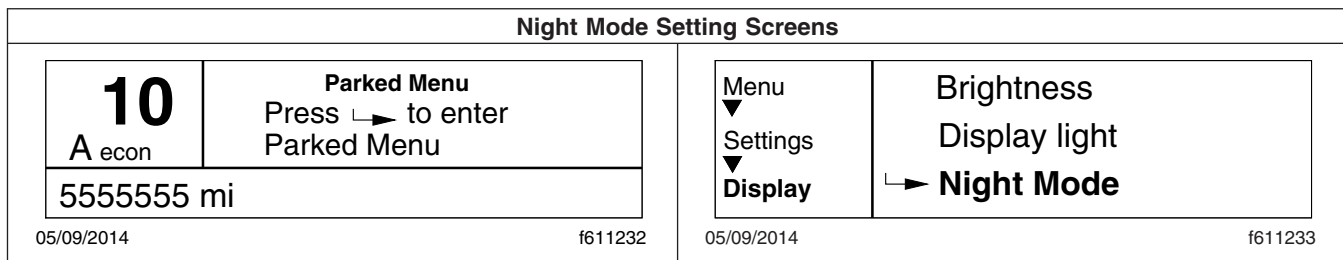 Night Mode Setting Screens
10
A econ
Parked Menu
Press to enter
Parked Menu
5555555 mi
05/09/2014 f611232
Menu
Settings
Display
Brightness
Display light
Night Mode
05/09/2014 f611233